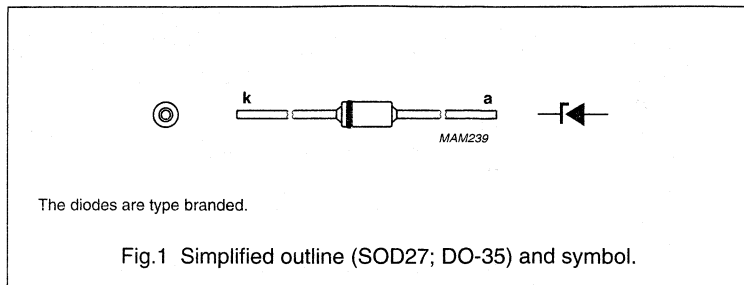 k
a
MAM239
The diodes are type branded.
Fig.1 Simplified outline (SOD27; DO-35) and symbol.